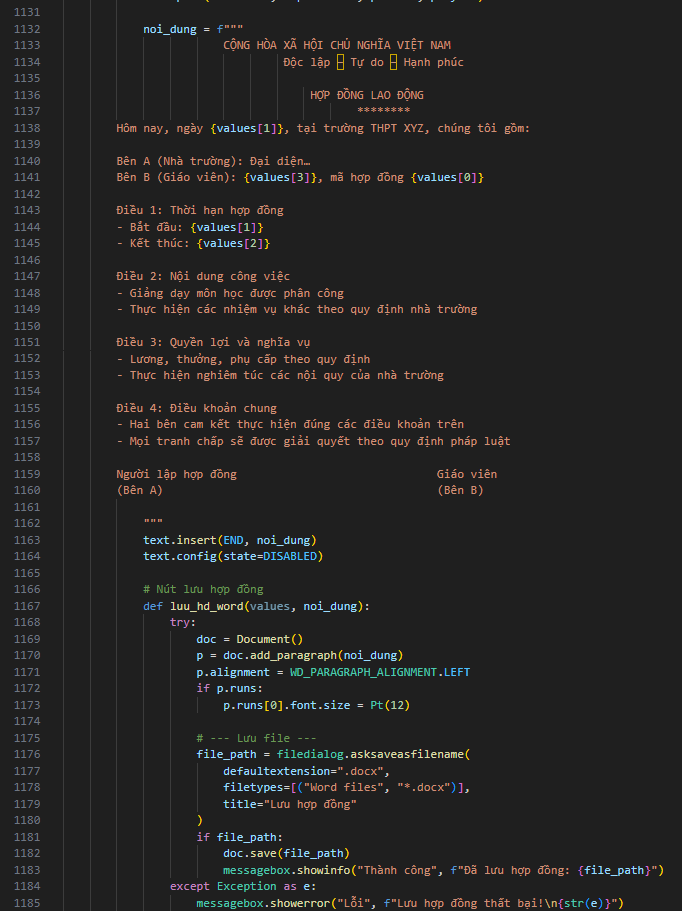 1131
1132 noi_dung = f"""
1133 CỘNG HÒA XÃ HỘI CHỦ NGHĨA VIỆT NAM
1134 Độc lập – Tự do – Hạnh phúc
1135
1136 HỢP ĐỒNG LAO ĐỘNG
1137 ********
1138 Hôm nay, ngày {values[1]}, tại trường THPT XYZ, chúng tôi gồm:
1139
1140 Bên A (Nhà trường): Đại diện…
1141 Bên B (Giáo viên): {values[3]}, mã hợp đồng {values[0]}
1142
1143 Điều 1: Thời hạn hợp đồng
1144 - Bắt đầu: {values[1]}
1145 - Kết thúc: {values[2]}
1146
1147 Điều 2: Nội dung công việc
1148 - Giảng dạy môn học được phân công
1149 - Thực hiện các nhiệm vụ khác theo quy định nhà trường
1150
1151 Điều 3: Quyền lợi và nghĩa vụ
1152 - Lương, thưởng, phụ cấp theo quy định
1153 - Thực hiện nghiêm túc các nội quy của nhà trường
1154
1155 Điều 4: Điều khoản chung
1156 - Hai bên cam kết thực hiện đúng các điều khoản trên
1157 - Mọi tranh chấp sẽ được giải quyết theo quy định pháp luật
1158
1159 Người lập hợp đồng Giáo viên
1160 (Bên A) (Bên B)
1161
1162 """
1163 text.insert(END, noi_dung)
1164 text.config(state=DISABLED)
1165
1166 # Nút lưu hợp đồng
1167 def luu_hd_word(values, noi_dung):
1168 try:
1169 doc = Document()
1170 p = doc.add_paragraph(noi_dung)
1171 p.alignment = WD_PARAGRAPH_ALIGNMENT.LEFT
1172 if p.runs:
1173 p.runs[0].font.size = Pt(12)
1174
1175 # --- Lưu file ---
1176 file_path = filedialog.asksaveasfilename(
1177 defaultextension=".docx",
1178 filetypes=[("Word files", "*.docx")],
1179 title="Lưu hợp đồng"
1180 )
1181 if file_path:
1182 doc.save(file_path)
1183 messagebox.showinfo("Thành công", f"Đã lưu hợp đồng: {file_path}")
1184 except Exception as e:
1185 messagebox.showerror("Lỗi", f"Lưu hợp đồng thất bại!\n{str(e)}")